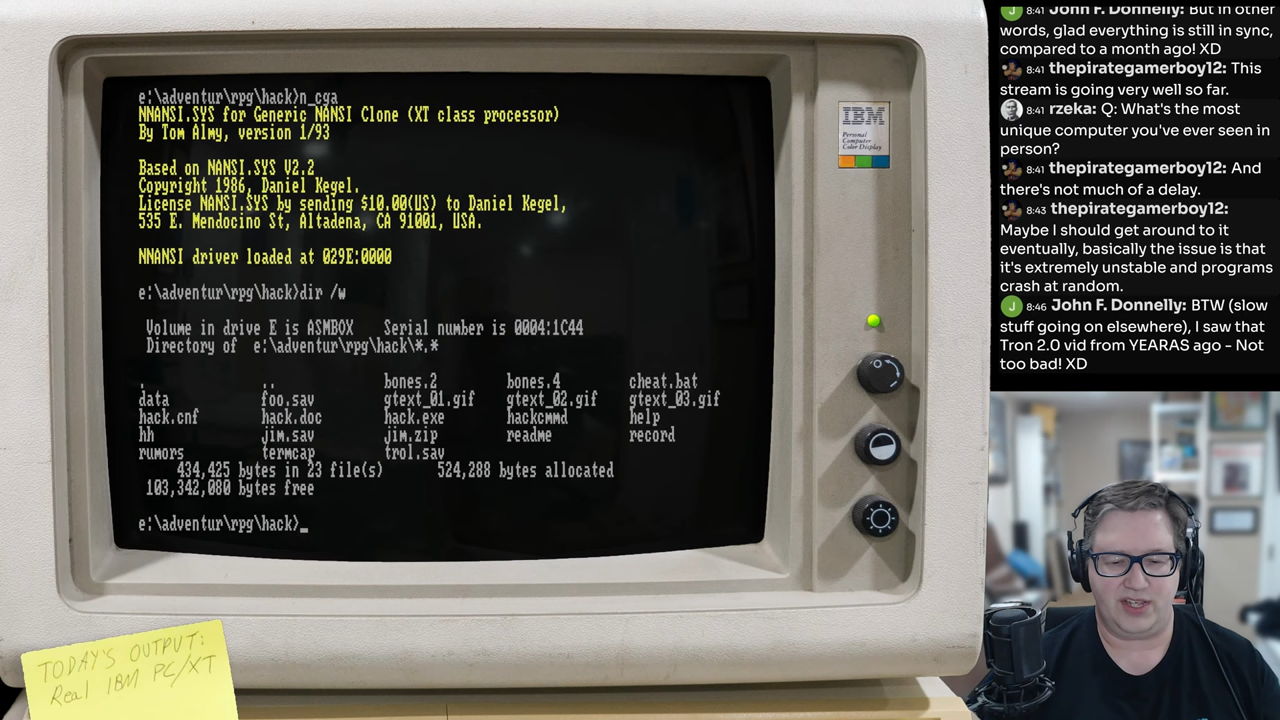 e:\adventur\rpg\hack>n_cga
NNANSI.SYS for Generic NANSI Clone (XT class processor)
By Tom Almy, version 1/93
Based on NANSI.SYS V2.2
Copyright 1986, Daniel Kegel.
License NANSI.SYS by sending $10.00(US) to Daniel Kegel,
535 E. Mendocino St, Altadena, CA 91001, USA.
NNANSI driver loaded at 029E:0000
e:\adventur\rpg\hack>dir /w
Volume in drive E is ASMBOX    Serial number is 0004:1C44
Directory of  e:\adventur\rpg\hack\*.*
.    ..    bones.2    bones.4    cheat.bat
data    foo.sav    gtext_01.gif    gtext_02.gif    gtext_03.gif
hack.cnf    hack.doc    hack.exe    hackcmmd    help
hh    jim.sav    jim.zip    readme    record
rumors    termcap    trol.sav
434,425 bytes in 23 file(s)    524,288 bytes allocated
103,342,080 bytes free
e:\adventur\rpg\hack>_
IBM
Personal
Computer
Color Display
TODAY'S OUTPUT:
Real IBM PC/XT
J 8:41 John F. Donnelly: But in other
words, glad everything is still in sync,
compared to a month ago! XD
8:41 thepirategamerboy12: This
stream is going very well so far.
8:41 rzeka: Q: What's the most
unique computer you've ever seen in
person?
8:41 thepirategamerboy12: And
there's not much of a delay.
8:43 thepirategamerboy12:
Maybe I should get around to it
eventually, basically the issue is that
it's extremely unstable and programs
crash at random.
J 8:46 John F. Donnelly: BTW (slow
stuff going on elsewhere), I saw that
Tron 2.0 vid from YEARAS ago - Not
too bad! XD